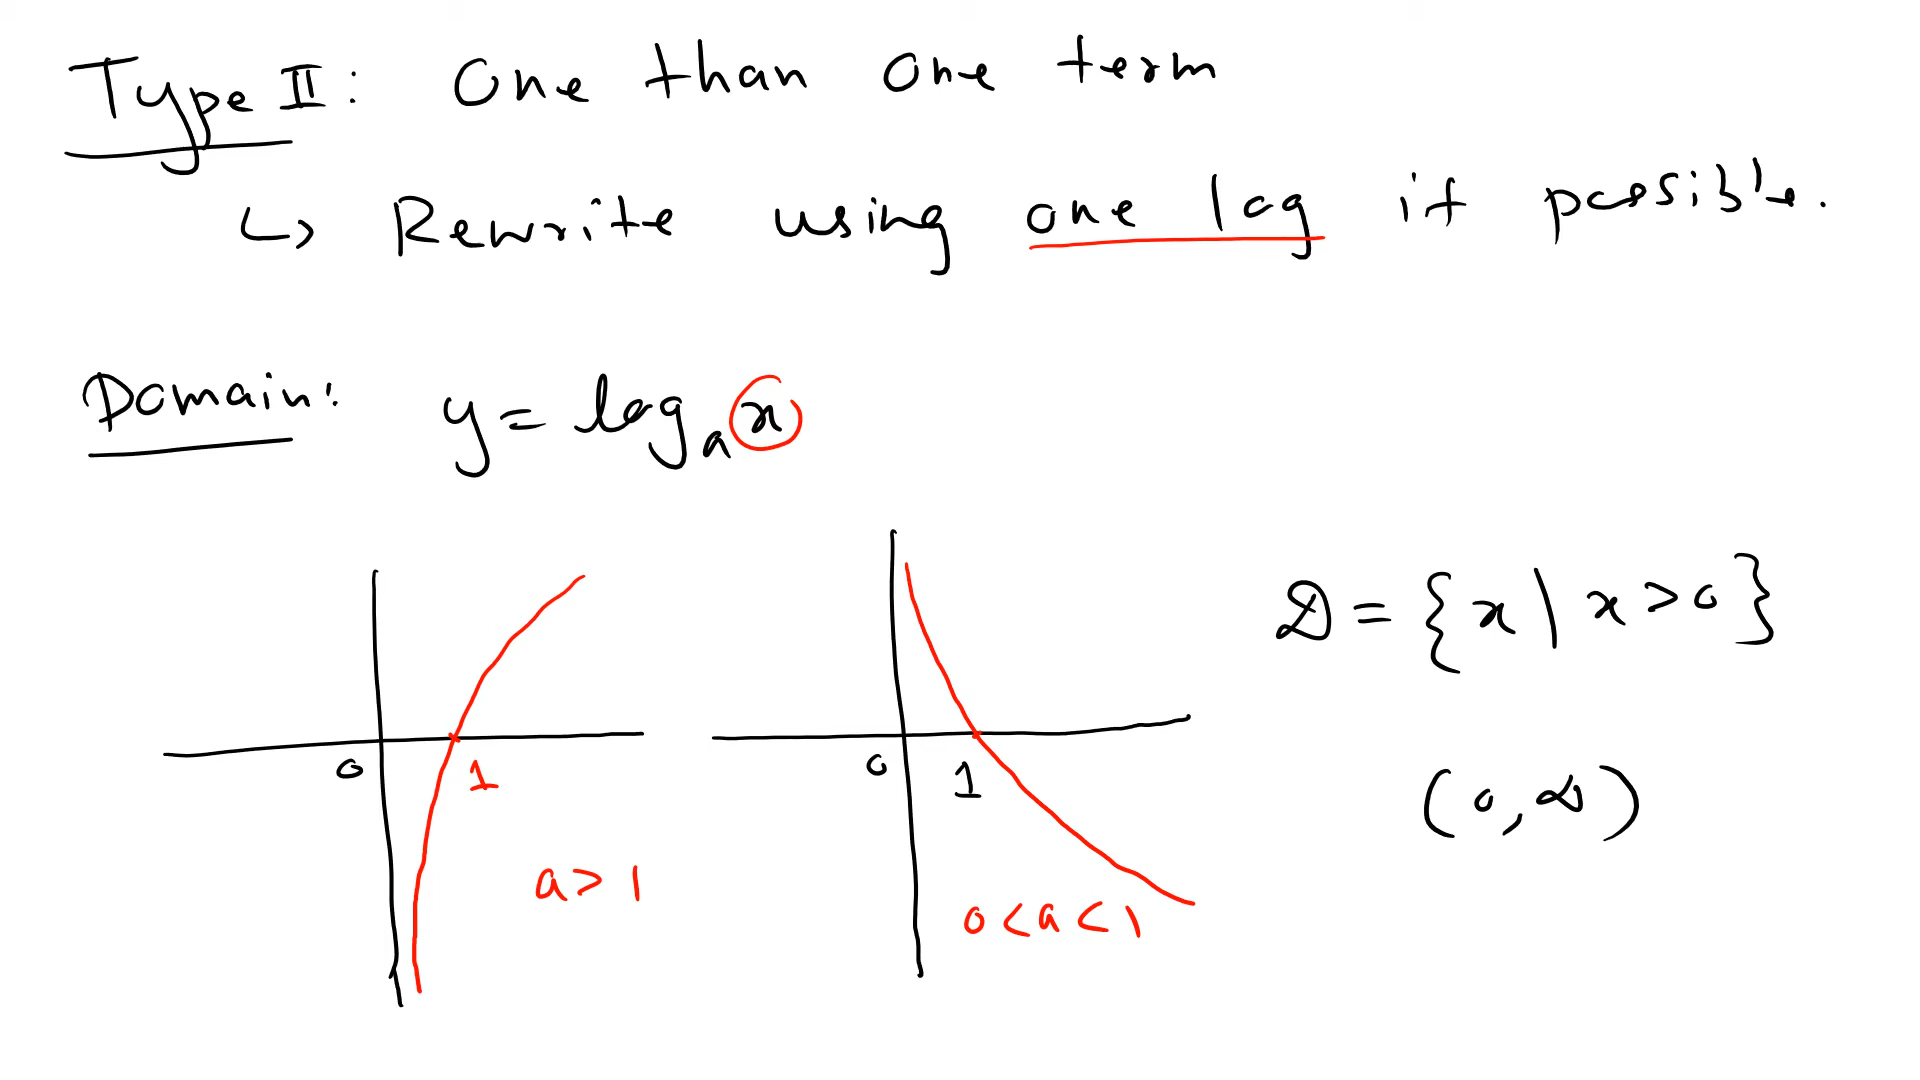 Type II: One than one term
↳ Rewrite using one log if possible.
Domain: y = log_a x
D = {x | x > 0}
0 1
0 1
(0, ∞)
a > 1
0 < a < 1